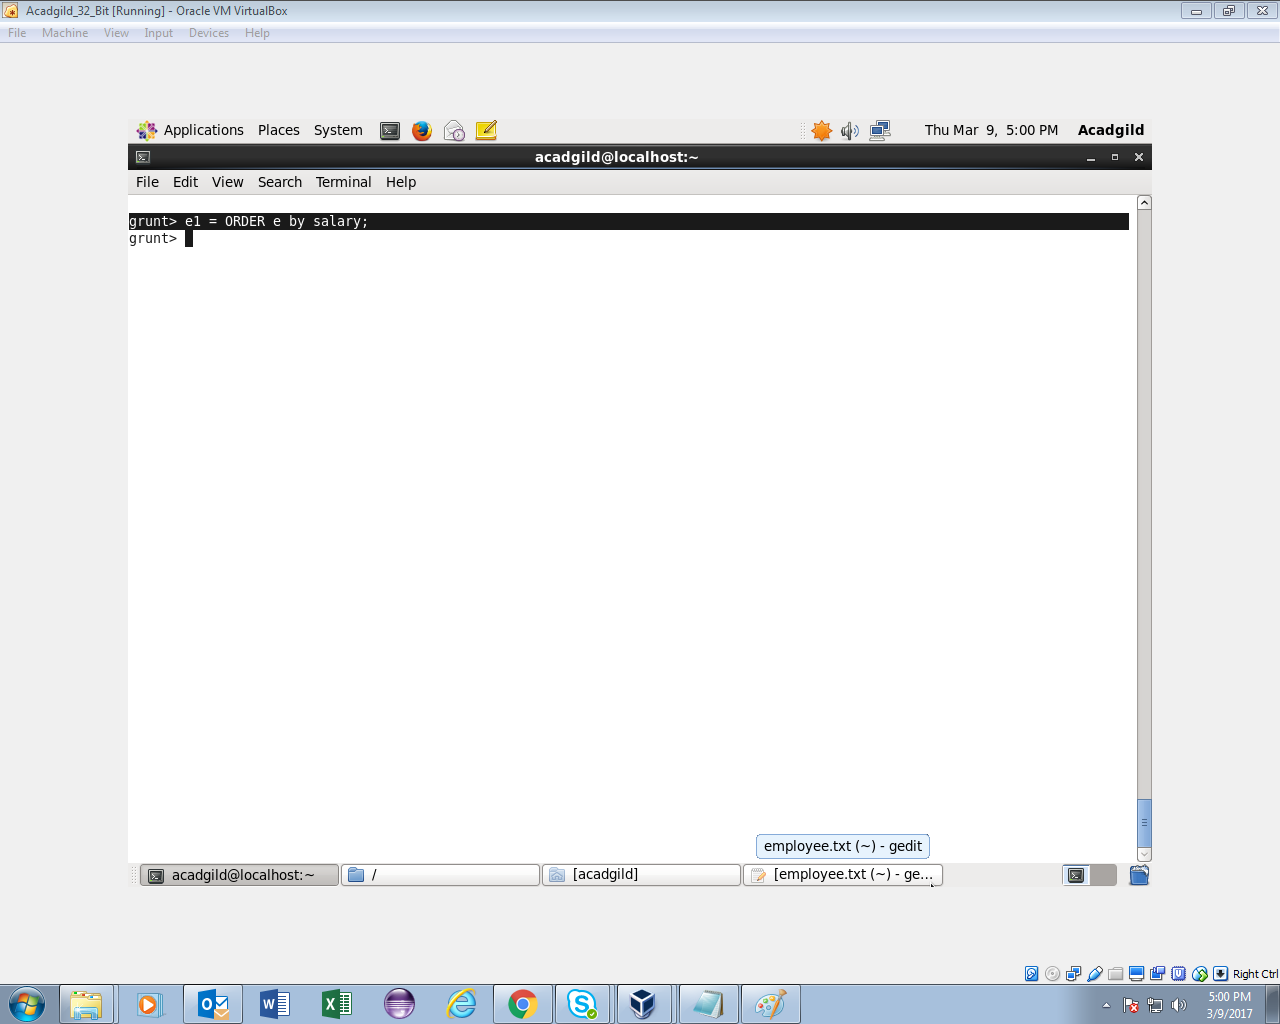 Acadgild_32_Bit [Running] - Oracle VM VirtualBox
File Machine View Input Devices Help
Applications Places System Thu Mar 9, 5:00 PM Acadgild
acadgild@localhost:~
File Edit View Search Terminal Help
grunt> e1 = ORDER e by salary;
grunt>
employee.txt (~) - gedit
acadgild@localhost:~ / [acadgild] [employee.txt (~) - ge...
Right Ctrl
5:00 PM
3/9/2017